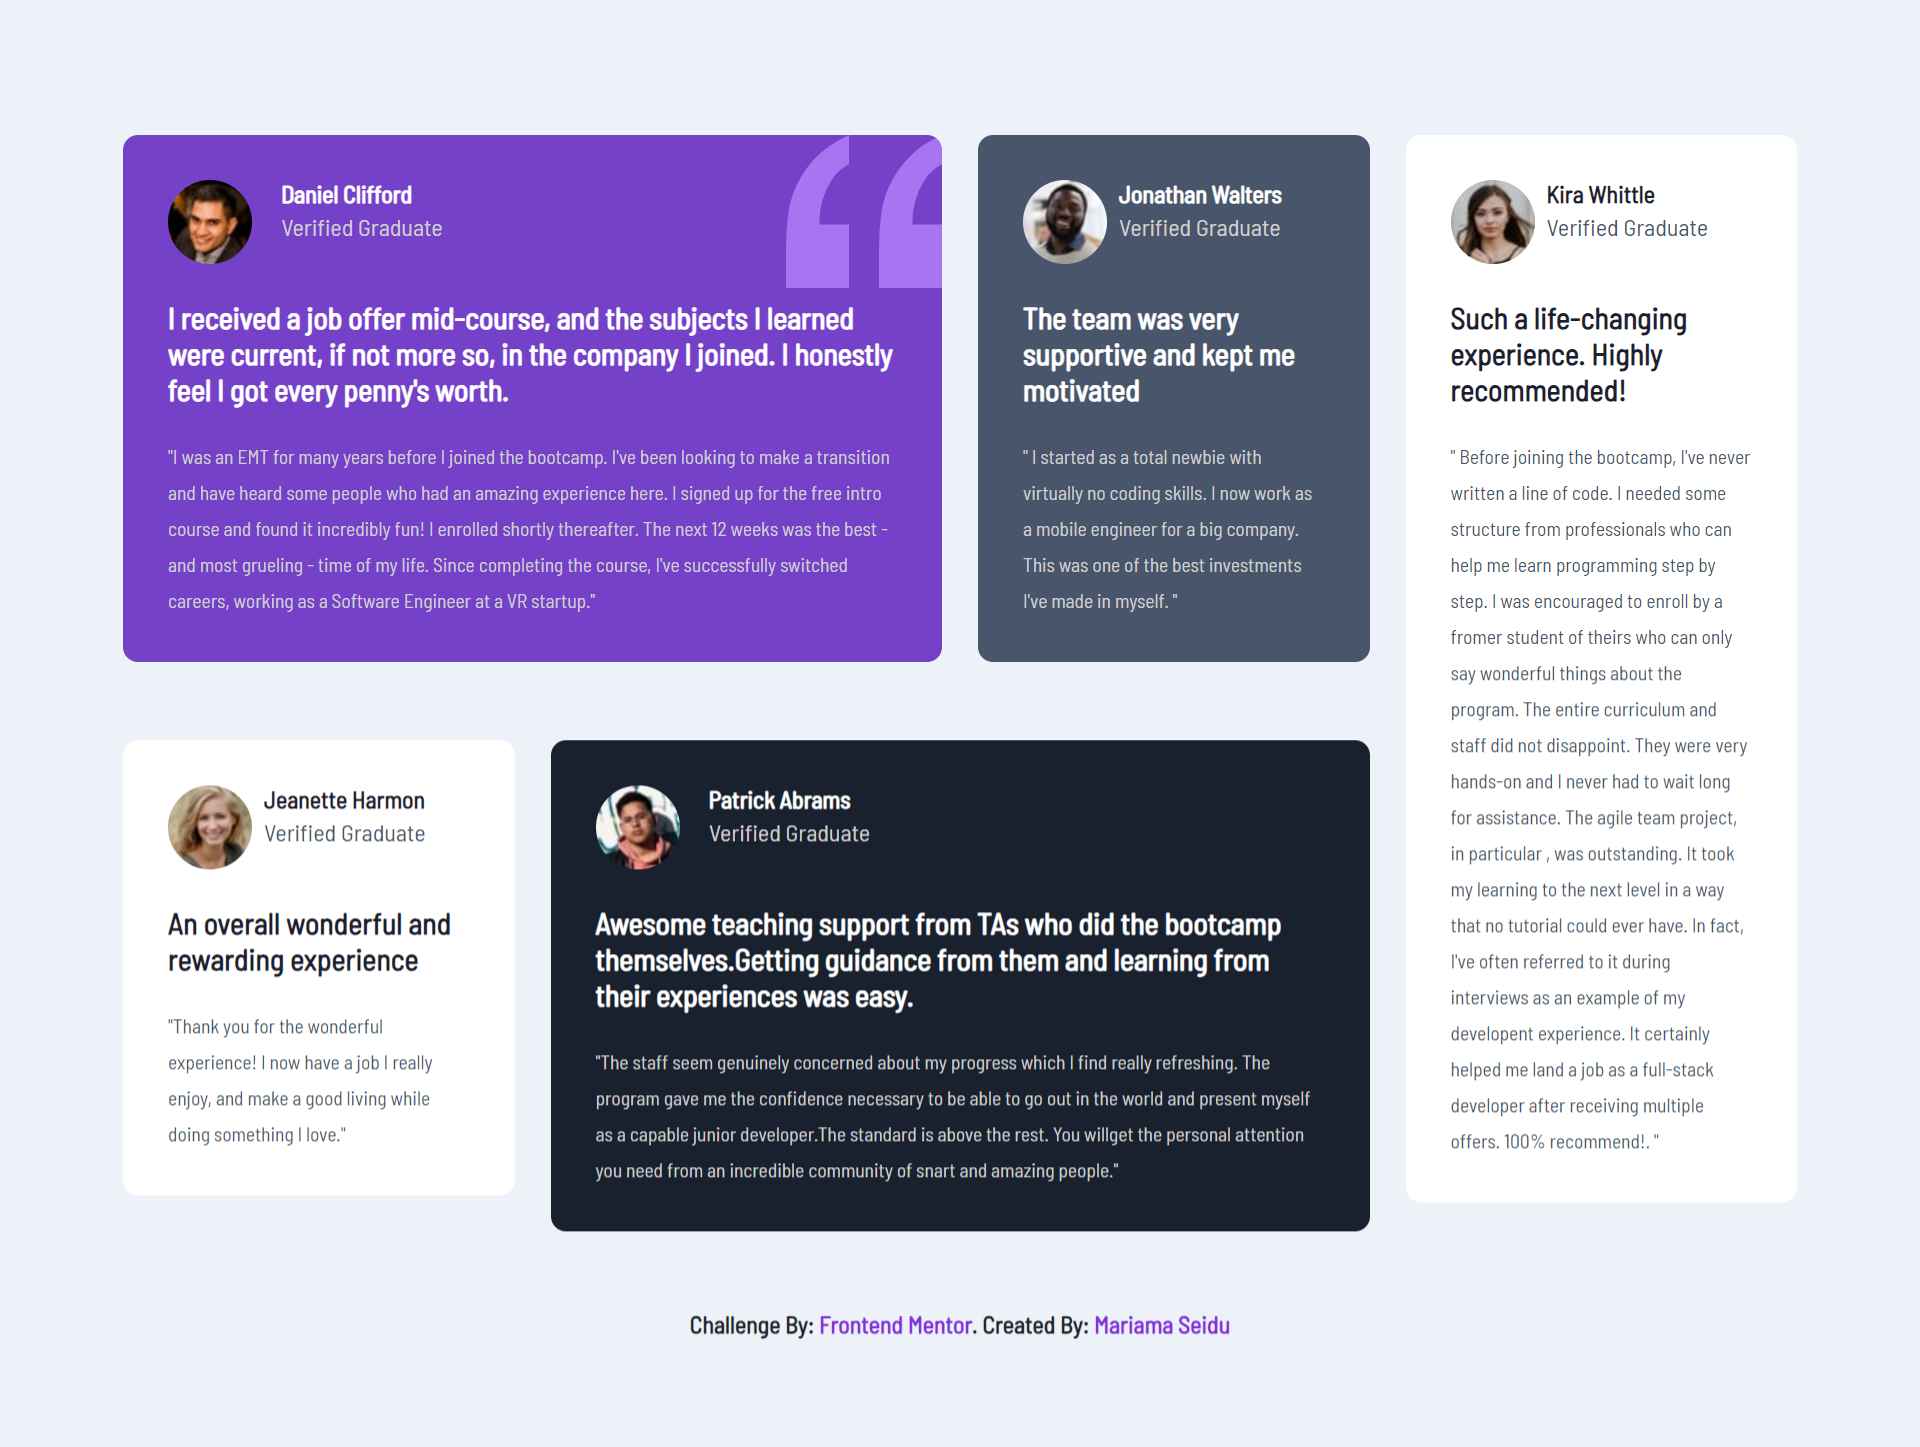 Daniel Clifford
Verified Graduate
I received a job offer mid-course, and the subjects I learned
were current, if not more so, in the company I joined. I honestly
feel I got every penny's worth.
"I was an EMT for many years before I joined the bootcamp. I've been looking to make a transition
and have heard some people who had an amazing experience here. I signed up for the free intro
course and found it incredibly fun! I enrolled shortly thereafter. The next 12 weeks was the best -
and most grueling - time of my life. Since completing the course, I've successfully switched
careers, working as a Software Engineer at a VR startup."
Jonathan Walters
Verified Graduate
The team was very
supportive and kept me
motivated
" I started as a total newbie with
virtually no coding skills. I now work as
a mobile engineer for a big company.
This was one of the best investments
I've made in myself. "
Kira Whittle
Verified Graduate
Such a life-changing
experience. Highly
recommended!
" Before joining the bootcamp, I've never
written a line of code. I needed some
structure from professionals who can
help me learn programming step by
step. I was encouraged to enroll by a
fromer student of theirs who can only
say wonderful things about the
program. The entire curriculum and
staff did not disappoint. They were very
hands-on and I never had to wait long
for assistance. The agile team project,
in particular , was outstanding. It took
my learning to the next level in a way
that no tutorial could ever have. In fact,
I've often referred to it during
interviews as an example of my
developent experience. It certainly
helped me land a job as a full-stack
developer after receiving multiple
offers. 100% recommend!. "
Jeanette Harmon
Verified Graduate
An overall wonderful and
rewarding experience
"Thank you for the wonderful
experience! I now have a job I really
enjoy, and make a good living while
doing something I love."
Patrick Abrams
Verified Graduate
Awesome teaching support from TAs who did the bootcamp
themselves.Getting guidance from them and learning from
their experiences was easy.
"The staff seem genuinely concerned about my progress which I find really refreshing. The
program gave me the confidence necessary to be able to go out in the world and present myself
as a capable junior developer.The standard is above the rest. You willget the personal attention
you need from an incredible community of snart and amazing people."
Challenge By: Frontend Mentor. Created By: Mariama Seidu